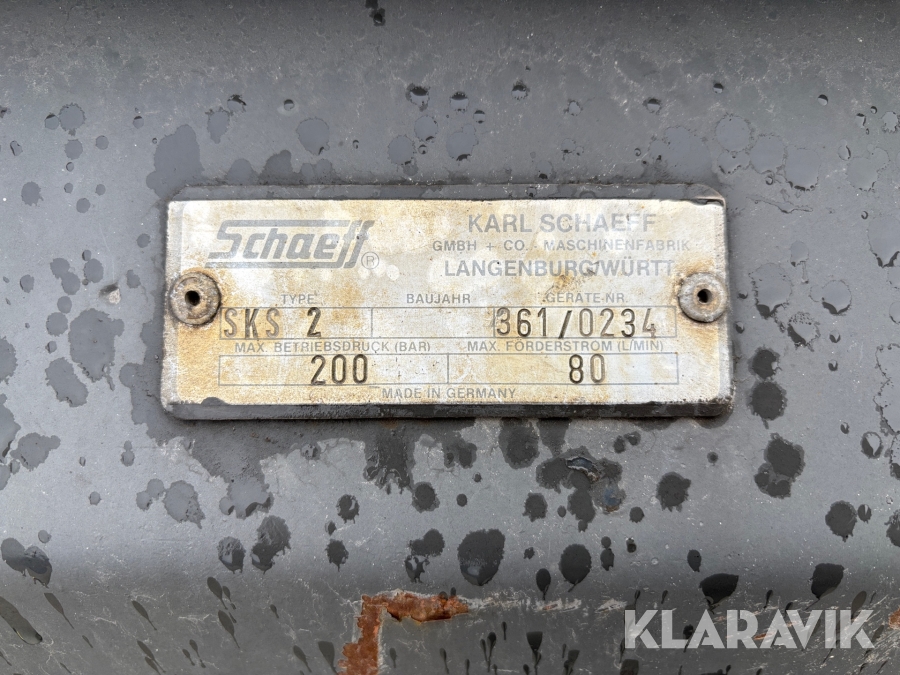 Schaeff®
KARL SCHAEFF
GMBH + CO. MASCHINENFABRIK
LANGENBURG/WÜRTT.
TYPE BAUJAHR GERÄTE-NR.
SKS 2 1361/0234
MAX. BETRIEBSDRUCK (BAR) MAX. FÖRDERSTROM (L/MIN)
200 80
MADE IN GERMANY
KLARAVIK